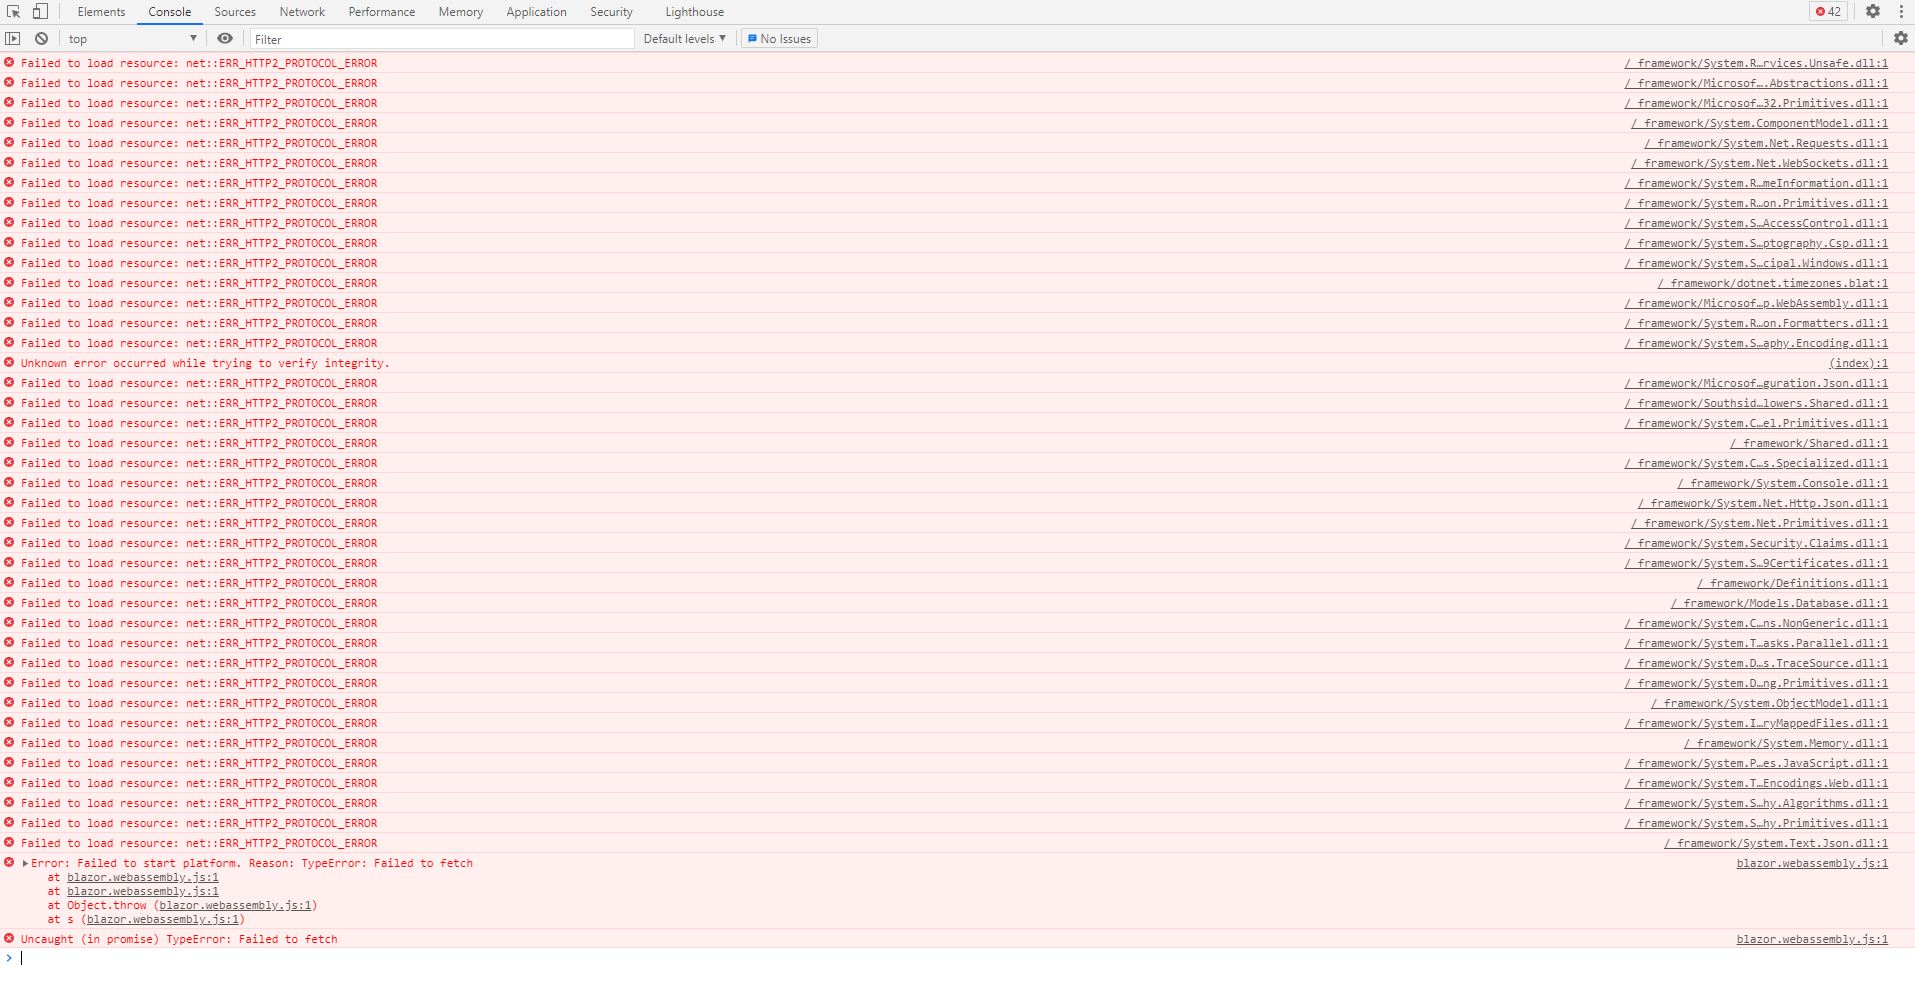 Elements Console Sources Network Performance Memory Application Security Lighthouse 42
top Filter Default levels No Issues
Failed to load resource: net::ERR_HTTP2_PROTOCOL_ERROR /_framework/System.R…rvices.Unsafe.dll:1
Failed to load resource: net::ERR_HTTP2_PROTOCOL_ERROR /_framework/Microsof….Abstractions.dll:1
Failed to load resource: net::ERR_HTTP2_PROTOCOL_ERROR /_framework/Microsof…32.Primitives.dll:1
Failed to load resource: net::ERR_HTTP2_PROTOCOL_ERROR /_framework/System.ComponentModel.dll:1
Failed to load resource: net::ERR_HTTP2_PROTOCOL_ERROR /_framework/System.Net.Requests.dll:1
Failed to load resource: net::ERR_HTTP2_PROTOCOL_ERROR /_framework/System.Net.WebSockets.dll:1
Failed to load resource: net::ERR_HTTP2_PROTOCOL_ERROR /_framework/System.R…meInformation.dll:1
Failed to load resource: net::ERR_HTTP2_PROTOCOL_ERROR /_framework/System.R…on.Primitives.dll:1
Failed to load resource: net::ERR_HTTP2_PROTOCOL_ERROR /_framework/System.S…AccessControl.dll:1
Failed to load resource: net::ERR_HTTP2_PROTOCOL_ERROR /_framework/System.S…ptography.Csp.dll:1
Failed to load resource: net::ERR_HTTP2_PROTOCOL_ERROR /_framework/System.S…cipal.Windows.dll:1
Failed to load resource: net::ERR_HTTP2_PROTOCOL_ERROR /_framework/dotnet.timezones.blat:1
Failed to load resource: net::ERR_HTTP2_PROTOCOL_ERROR /_framework/Microsof…p.WebAssembly.dll:1
Failed to load resource: net::ERR_HTTP2_PROTOCOL_ERROR /_framework/System.R…on.Formatters.dll:1
Failed to load resource: net::ERR_HTTP2_PROTOCOL_ERROR /_framework/System.S…aphy.Encoding.dll:1
Unknown error occurred while trying to verify integrity. (index):1
Failed to load resource: net::ERR_HTTP2_PROTOCOL_ERROR /_framework/Microsof…guration.Json.dll:1
Failed to load resource: net::ERR_HTTP2_PROTOCOL_ERROR /_framework/Southsid…lowers.Shared.dll:1
Failed to load resource: net::ERR_HTTP2_PROTOCOL_ERROR /_framework/System.C…el.Primitives.dll:1
Failed to load resource: net::ERR_HTTP2_PROTOCOL_ERROR /_framework/Shared.dll:1
Failed to load resource: net::ERR_HTTP2_PROTOCOL_ERROR /_framework/System.C…s.Specialized.dll:1
Failed to load resource: net::ERR_HTTP2_PROTOCOL_ERROR /_framework/System.Console.dll:1
Failed to load resource: net::ERR_HTTP2_PROTOCOL_ERROR /_framework/System.Net.Http.Json.dll:1
Failed to load resource: net::ERR_HTTP2_PROTOCOL_ERROR /_framework/System.Net.Primitives.dll:1
Failed to load resource: net::ERR_HTTP2_PROTOCOL_ERROR /_framework/System.Security.Claims.dll:1
Failed to load resource: net::ERR_HTTP2_PROTOCOL_ERROR /_framework/System.S…9Certificates.dll:1
Failed to load resource: net::ERR_HTTP2_PROTOCOL_ERROR /_framework/Definitions.dll:1
Failed to load resource: net::ERR_HTTP2_PROTOCOL_ERROR /_framework/Models.Database.dll:1
Failed to load resource: net::ERR_HTTP2_PROTOCOL_ERROR /_framework/System.C…ns.NonGeneric.dll:1
Failed to load resource: net::ERR_HTTP2_PROTOCOL_ERROR /_framework/System.T…asks.Parallel.dll:1
Failed to load resource: net::ERR_HTTP2_PROTOCOL_ERROR /_framework/System.D…s.TraceSource.dll:1
Failed to load resource: net::ERR_HTTP2_PROTOCOL_ERROR /_framework/System.D…ng.Primitives.dll:1
Failed to load resource: net::ERR_HTTP2_PROTOCOL_ERROR /_framework/System.ObjectModel.dll:1
Failed to load resource: net::ERR_HTTP2_PROTOCOL_ERROR /_framework/System.I…ryMappedFiles.dll:1
Failed to load resource: net::ERR_HTTP2_PROTOCOL_ERROR /_framework/System.Memory.dll:1
Failed to load resource: net::ERR_HTTP2_PROTOCOL_ERROR /_framework/System.P…es.JavaScript.dll:1
Failed to load resource: net::ERR_HTTP2_PROTOCOL_ERROR /_framework/System.T…Encodings.Web.dll:1
Failed to load resource: net::ERR_HTTP2_PROTOCOL_ERROR /_framework/System.S…hy.Algorithms.dll:1
Failed to load resource: net::ERR_HTTP2_PROTOCOL_ERROR /_framework/System.S…hy.Primitives.dll:1
Failed to load resource: net::ERR_HTTP2_PROTOCOL_ERROR /_framework/System.Text.Json.dll:1
Error: Failed to start platform. Reason: TypeError: Failed to fetch blazor.webassembly.js:1
at blazor.webassembly.js:1
at blazor.webassembly.js:1
at Object.throw (blazor.webassembly.js:1)
at s (blazor.webassembly.js:1)
Uncaught (in promise) TypeError: Failed to fetch blazor.webassembly.js:1